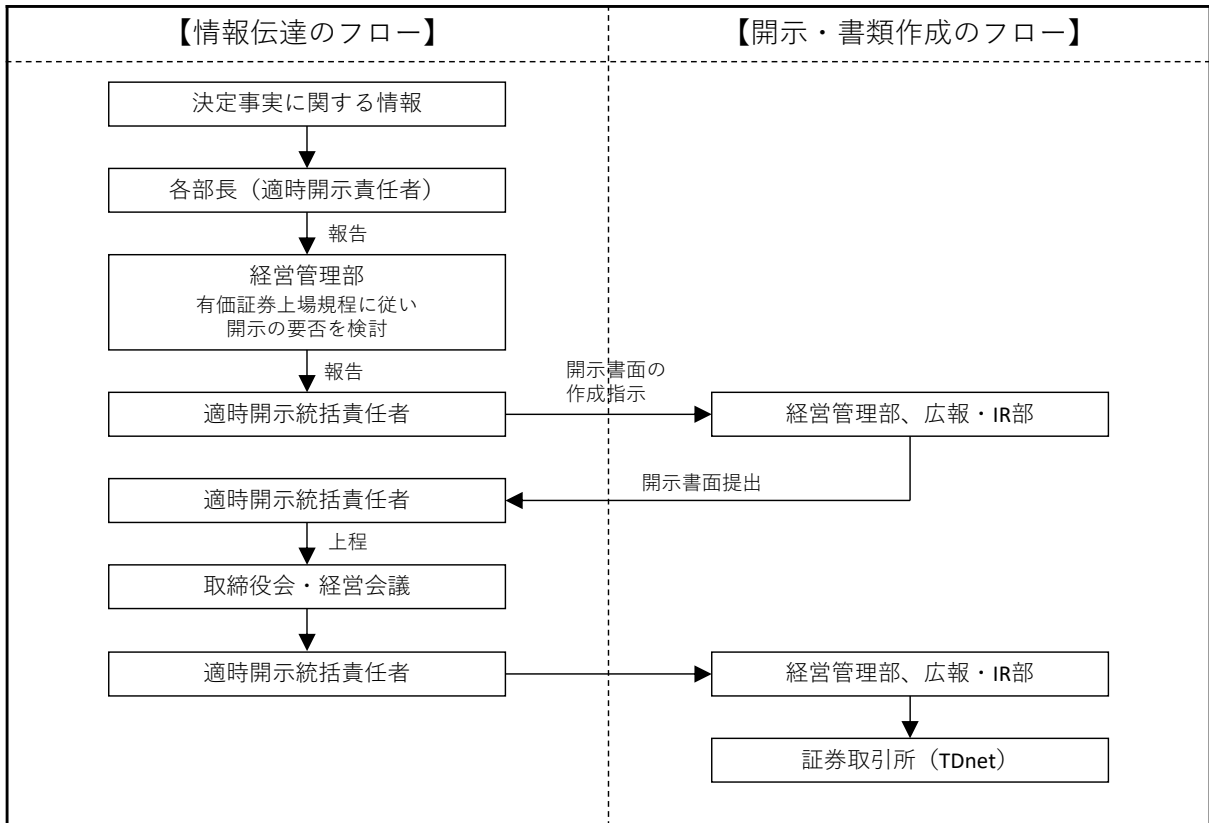 【情報伝達のフロー】
【開示・書類作成のフロー】
決定事実に関する情報
各部長（適時開示責任者）
報告
経営管理部
有価証券上場規程に従い
開示の要否を検討
報告
適時開示統括責任者
開示書面の
作成指示
経営管理部、広報・IR部
開示書面提出
適時開示統括責任者
上程
取締役会・経営会議
適時開示統括責任者
経営管理部、広報・IR部
証券取引所（TDnet）